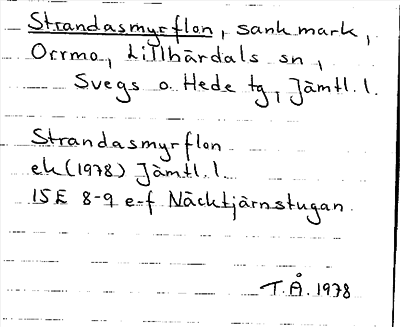 Strandasmyrflon, sank mark,
Orrmo, Lillhärdals sn,
Svegs o. Hede tg, Jämtl. l.
Strandasmyrflon
ek (1978) Jämtl. l.
15E 8-9 e-f Näcktjärnstugan.
T.Å. 1978